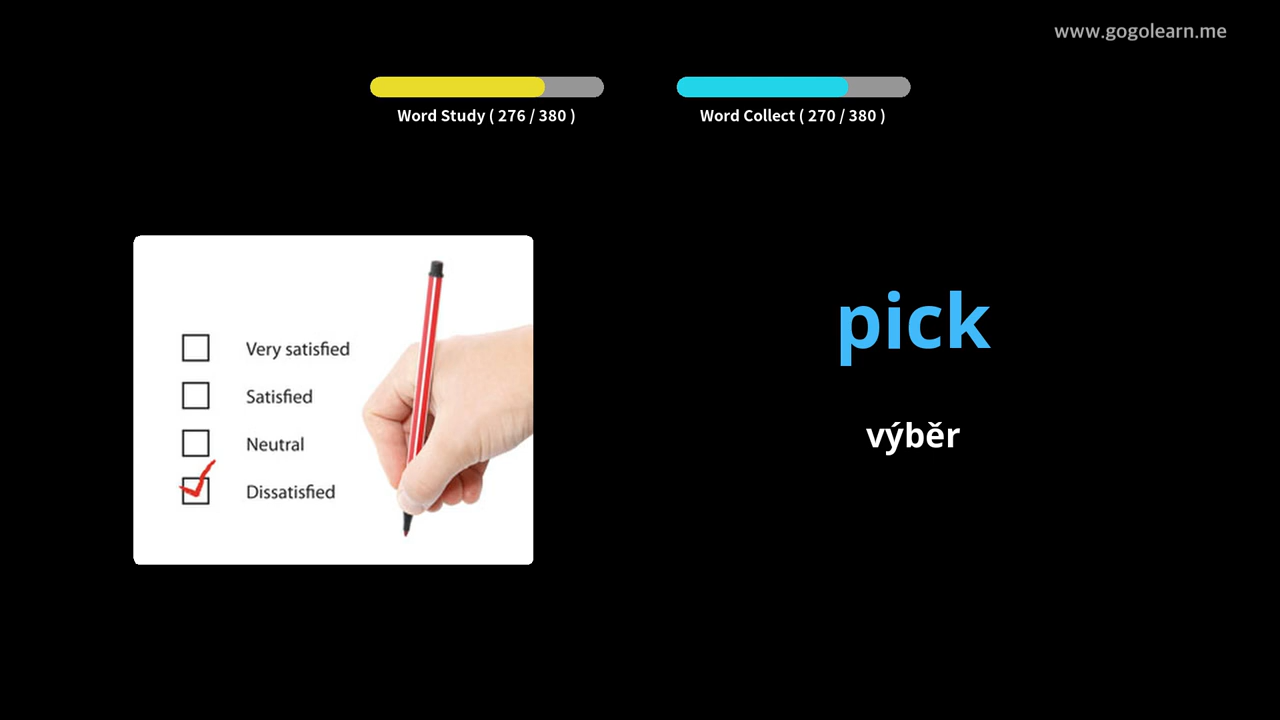 www.gogolearn.me
Word Study ( 276 / 380 )
Word Collect ( 270 / 380 )
Very satisfied
Satisfied
Neutral
Dissatisfied
pick
výběr